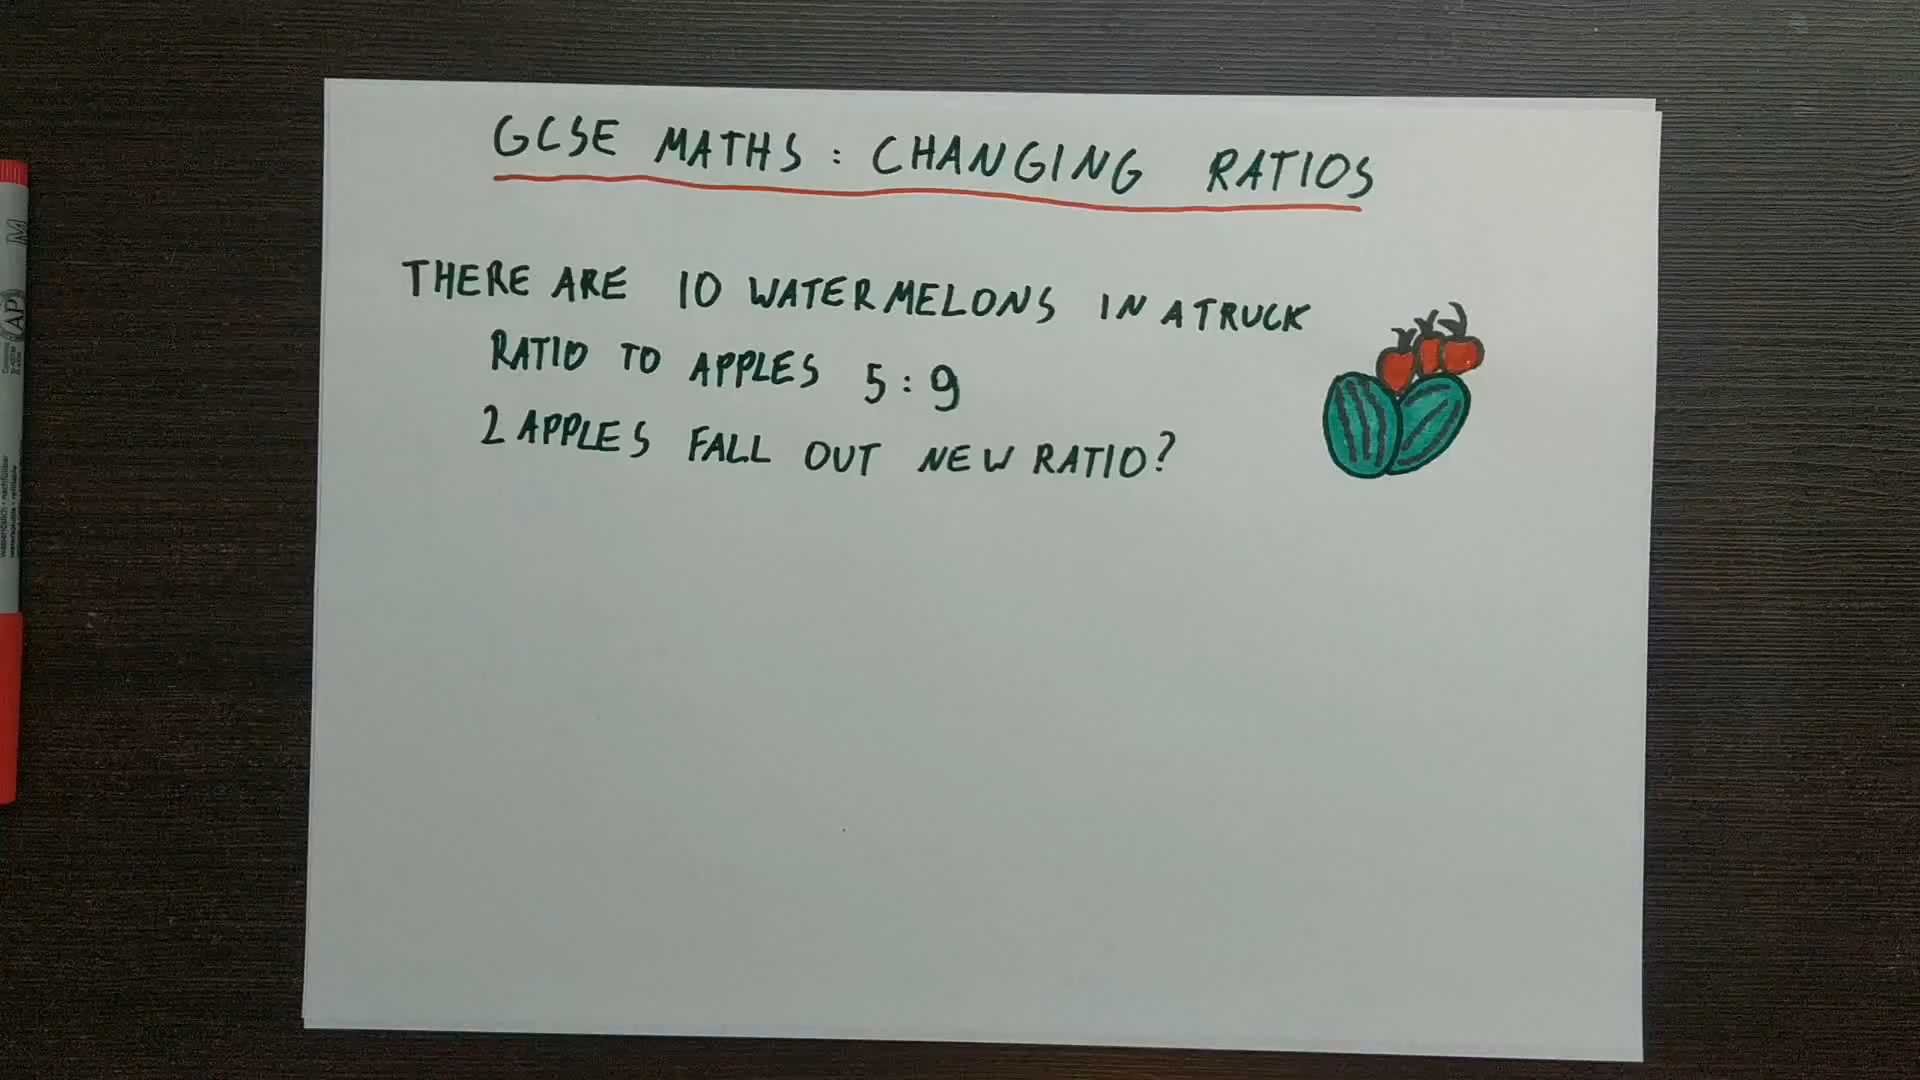 GCSE MATHS : CHANGING RATIOS
THERE ARE 10 WATERMELONS IN A TRUCK
RATIO TO APPLES 5 : 9
2 APPLES FALL OUT NEW RATIO?
M
AP